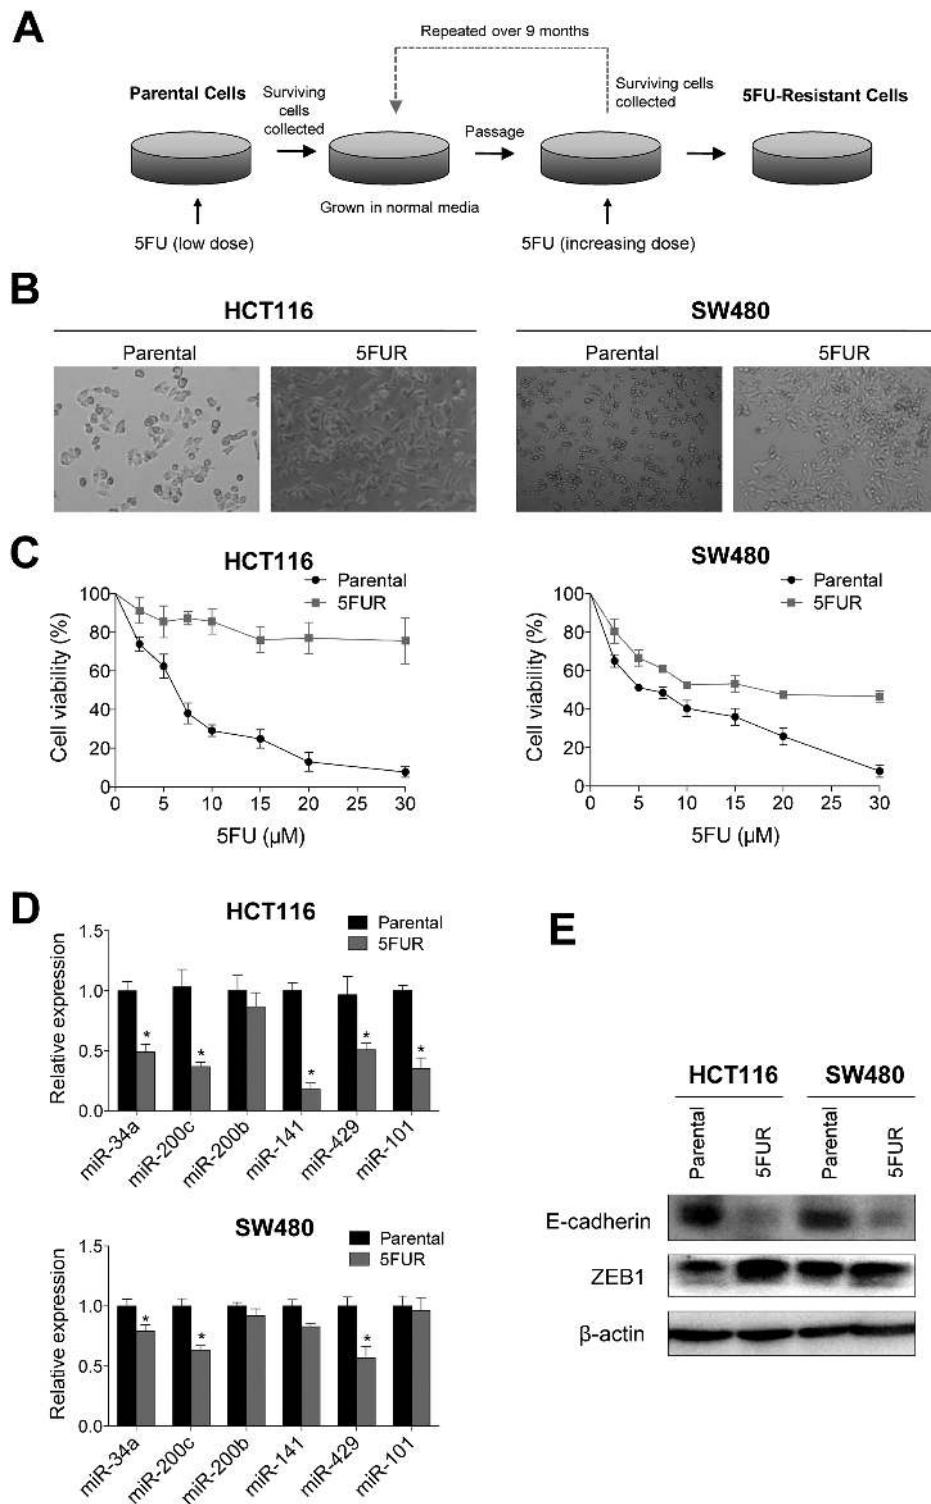 A
Repeated over 9 months
Parental Cells
Surviving
cells
collected
Passage
Surviving cells
collected
5FU-Resistant Cells
Grown in normal media
5FU (low dose)
5FU (increasing dose)
B
HCT116
SW480
Parental
5FUR
Parental
5FUR
C
HCT116
Parental
5FUR
Cell viability (%)
100
80
60
40
20
0
0 5 10 15 20 25 30
5FU (µM)
SW480
Parental
5FUR
Cell viability (%)
100
80
60
40
20
0
0 5 10 15 20 25 30
5FU (µM)
D
HCT116
Parental
5FUR
Relative expression
1.5
1.0
0.5
0.0
* * * * *
miR-34a miR-200c miR-200b miR-141 miR-429 miR-101
SW480
Parental
5FUR
Relative expression
1.5
1.0
0.5
0.0
* * *
miR-34a miR-200c miR-200b miR-141 miR-429 miR-101
E
HCT116 SW480
Parental 5FUR Parental 5FUR
E-cadherin
ZEB1
β-actin